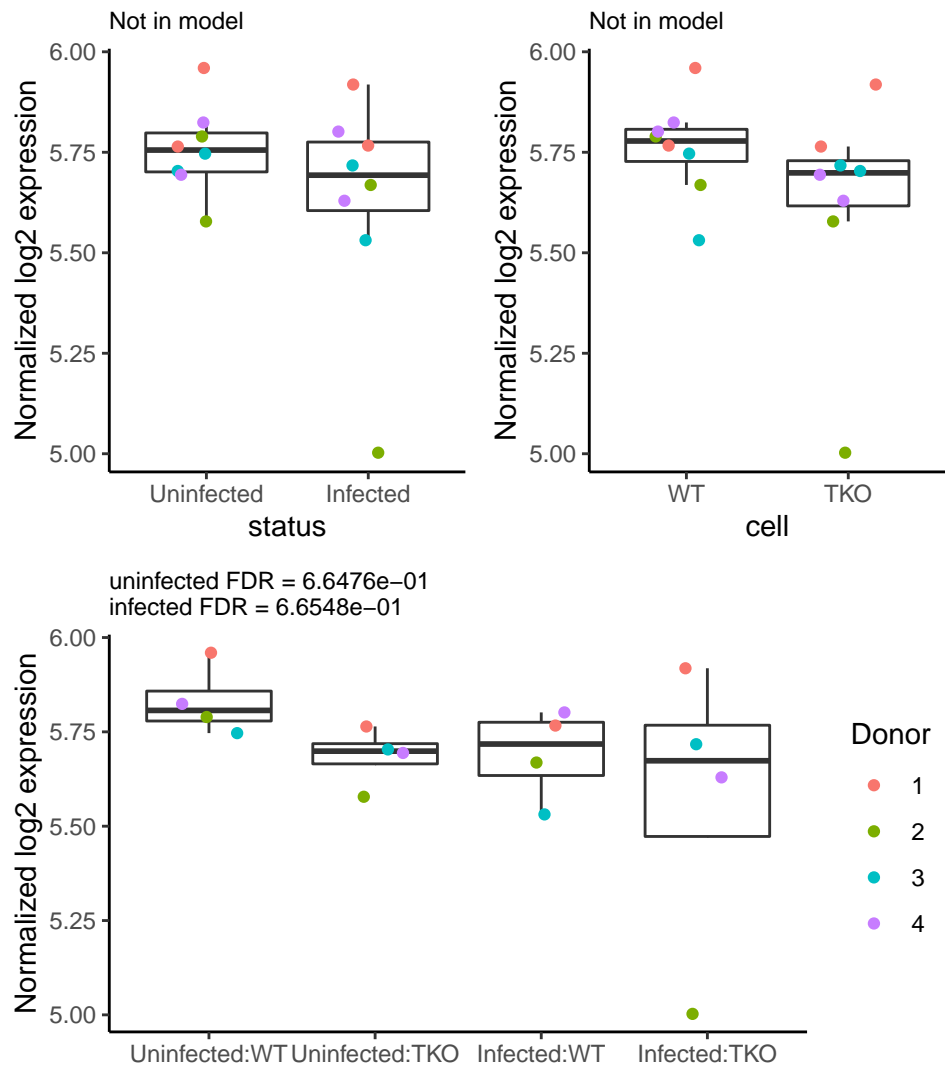 Not in model
Normalized log2 expression
6.00
5.75
5.50
5.25
5.00
Uninfected Infected
status
Not in model
Normalized log2 expression
6.00
5.75
5.50
5.25
5.00
WT TKO
cell
uninfected FDR = 6.6476e−01
infected FDR = 6.6548e−01
Normalized log2 expression
6.00
5.75
5.50
5.25
5.00
Uninfected:WT Uninfected:TKO Infected:WT Infected:TKO
Donor
1
2
3
4